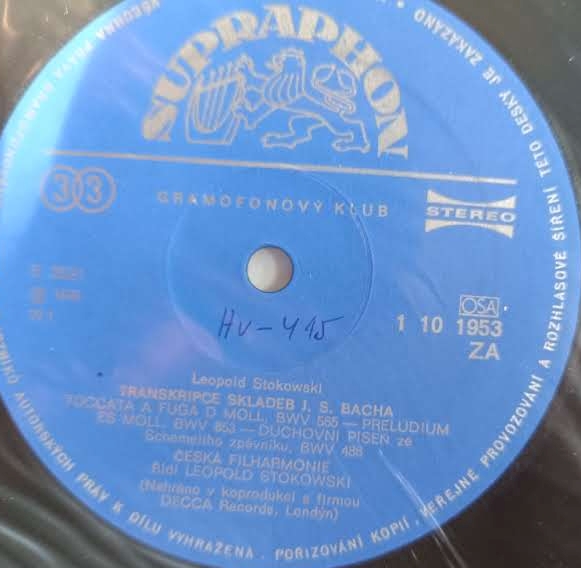 SUPRAPHON
33
GRAMOFONOVÝ KLUB
STEREO
OSA
1 10 1953
ZA
HV-415
Leopold Stokowski
TRANSKRIPCE SKLADEB J. S. BACHA
TOCCATA A FUGA D MOLL, BWV 565 — PRELUDIUM
ES MOLL, BWV 853 — DUCHOVNÍ PÍSEŇ ze
Schemelliho zpěvníku, BWV 488
ČESKÁ FILHARMONIE
Řídí LEOPOLD STOKOWSKI
(Nahráno v koprodukci s firmou
DECCA Records, Londýn)
AUTORSKÝCH PRÁV K DÍLU VYHRAZENA. POŘIZOVÁNÍ KOPIÍ, VEŘEJNÉ PROVOZOVÁNÍ A ROZHLASOVÉ ŠÍŘENÍ TÉTO DESKY JE ZAKÁZÁNO